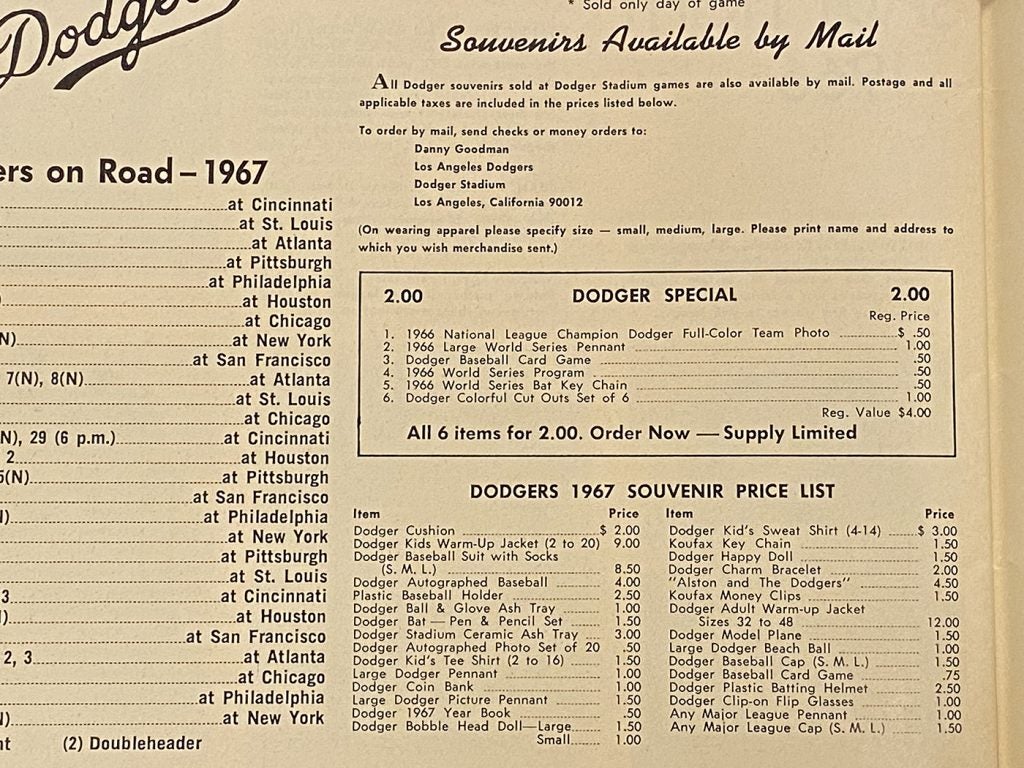 Dodgers
ers on Road – 1967
at Cincinnati
at St. Louis
at Atlanta
at Pittsburgh
at Philadelphia
) at Houston
at Chicago
N) at New York
at San Francisco
7(N), 8(N) at Atlanta
at St. Louis
at Chicago
N), 29 (6 p.m.) at Cincinnati
2 at Houston
5(N) at Pittsburgh
at San Francisco
) at Philadelphia
at New York
at Pittsburgh
at St. Louis
3 at Cincinnati
) at Houston
at San Francisco
2, 3 at Atlanta
at Chicago
at Philadelphia
) at New York
nt (2) Doubleheader
* Sold only day of game
Souvenirs Available by Mail
All Dodger souvenirs sold at Dodger Stadium games are also available by mail. Postage and all
applicable taxes are included in the prices listed below.
To order by mail, send checks or money orders to:
Danny Goodman
Los Angeles Dodgers
Dodger Stadium
Los Angeles, California 90012
(On wearing apparel please specify size — small, medium, large. Please print name and address to
which you wish merchandise sent.)
2.00 DODGER SPECIAL 2.00
Reg. Price
1. 1966 National League Champion Dodger Full-Color Team Photo $ .50
2. 1966 Large World Series Pennant 1.00
3. Dodger Baseball Card Game .50
4. 1966 World Series Program .50
5. 1966 World Series Bat Key Chain .50
6. Dodger Colorful Cut Outs Set of 6 1.00
Reg. Value $4.00
All 6 items for 2.00. Order Now — Supply Limited
DODGERS 1967 SOUVENIR PRICE LIST
Item Price
Dodger Cushion $ 2.00
Dodger Kids Warm-Up Jacket (2 to 20) 9.00
Dodger Baseball Suit with Socks
(S. M. L.) 8.50
Dodger Autographed Baseball 4.00
Plastic Baseball Holder 2.50
Dodger Ball & Glove Ash Tray 1.00
Dodger Bat — Pen & Pencil Set 1.50
Dodger Stadium Ceramic Ash Tray 3.00
Dodger Autographed Photo Set of 20 .50
Dodger Kid's Tee Shirt (2 to 16) 1.50
Large Dodger Pennant 1.00
Dodger Coin Bank 1.00
Large Dodger Picture Pennant 1.50
Dodger 1967 Year Book .50
Dodger Bobble Head Doll—Large 1.50
Small 1.00
Item Price
Dodger Kid's Sweat Shirt (4-14) $ 3.00
Koufax Key Chain 1.50
Dodger Happy Doll 1.50
Dodger Charm Bracelet 2.00
"Alston and The Dodgers" 4.50
Koufax Money Clips 1.50
Dodger Adult Warm-up Jacket
Sizes 32 to 48 12.00
Dodger Model Plane 1.50
Large Dodger Beach Ball 1.00
Dodger Baseball Cap (S. M. L.) 1.50
Dodger Baseball Card Game .75
Dodger Plastic Batting Helmet 2.50
Dodger Clip-on Flip Glasses 1.00
Any Major League Pennant 1.00
Any Major League Cap (S. M. L.) 1.50